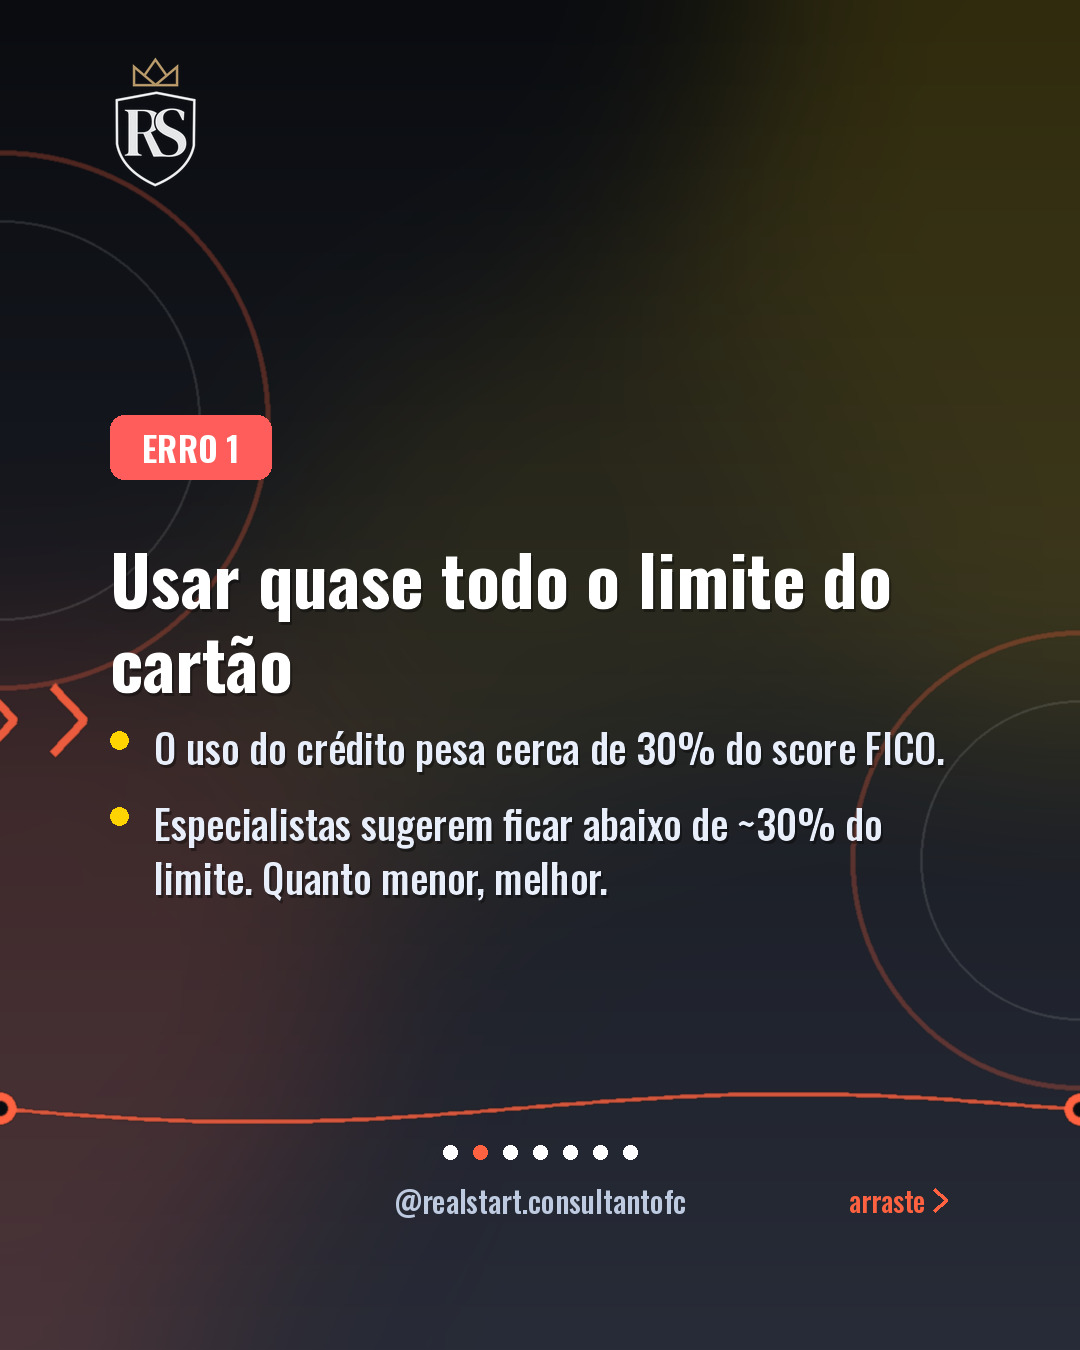 RS
ERRO 1
Usar quase todo o limite do
cartão
O uso do crédito pesa cerca de 30% do score FICO.
Especialistas sugerem ficar abaixo de ~30% do
limite. Quanto menor, melhor.
@realstart.consultantofc
arraste